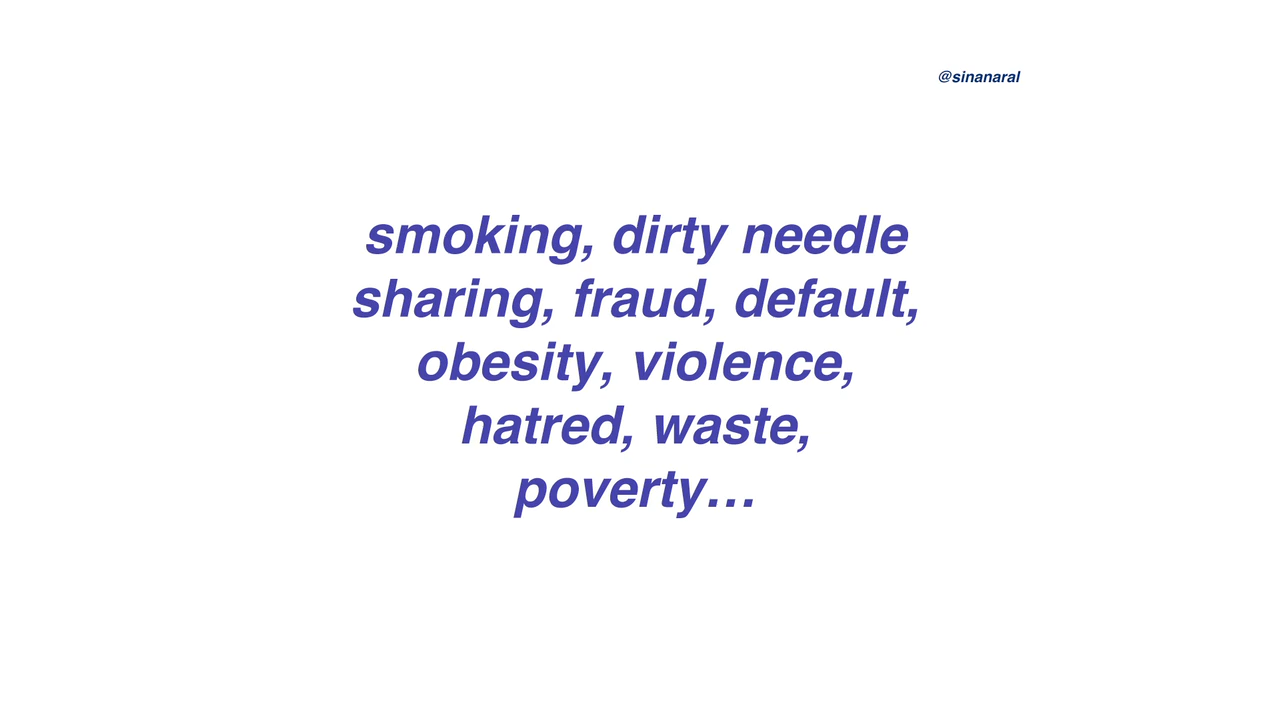 @sinanaral
smoking, dirty needle
sharing, fraud, default,
obesity, violence,
hatred, waste,
poverty…